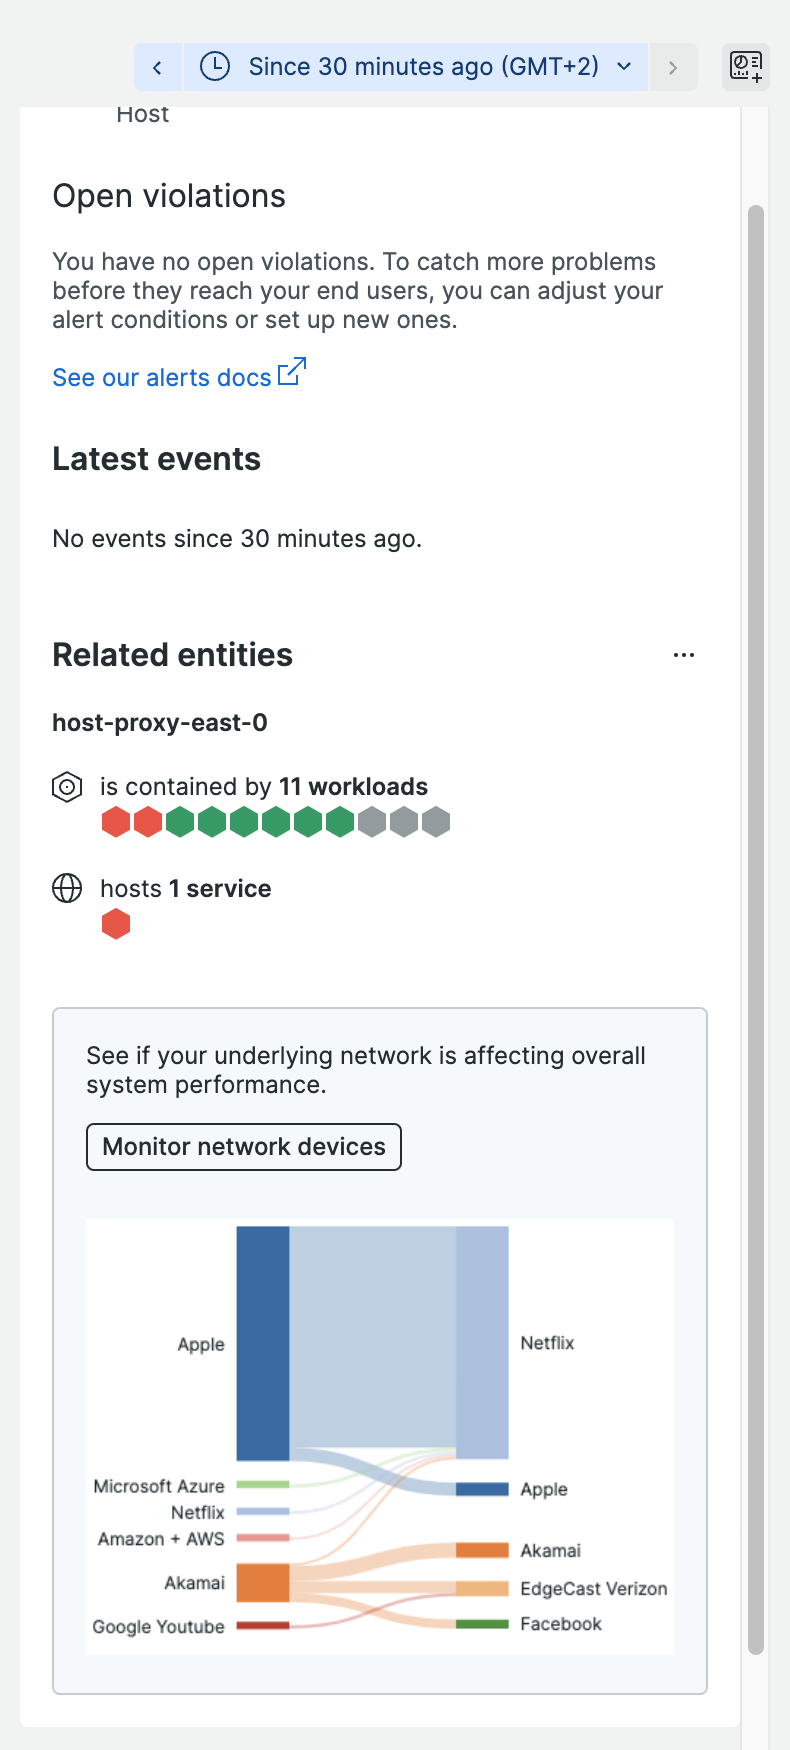 Since 30 minutes ago (GMT+2)
Host
Open violations
You have no open violations. To catch more problems
before they reach your end users, you can adjust your
alert conditions or set up new ones.
See our alerts docs
Latest events
No events since 30 minutes ago.
Related entities
...
host-proxy-east-0
is contained by 11 workloads
hosts 1 service
See if your underlying network is affecting overall
system performance.
Monitor network devices
Apple
Netflix
Microsoft Azure
Apple
Netflix
Amazon + AWS
Akamai
Akamai
EdgeCast Verizon
Google Youtube
Facebook